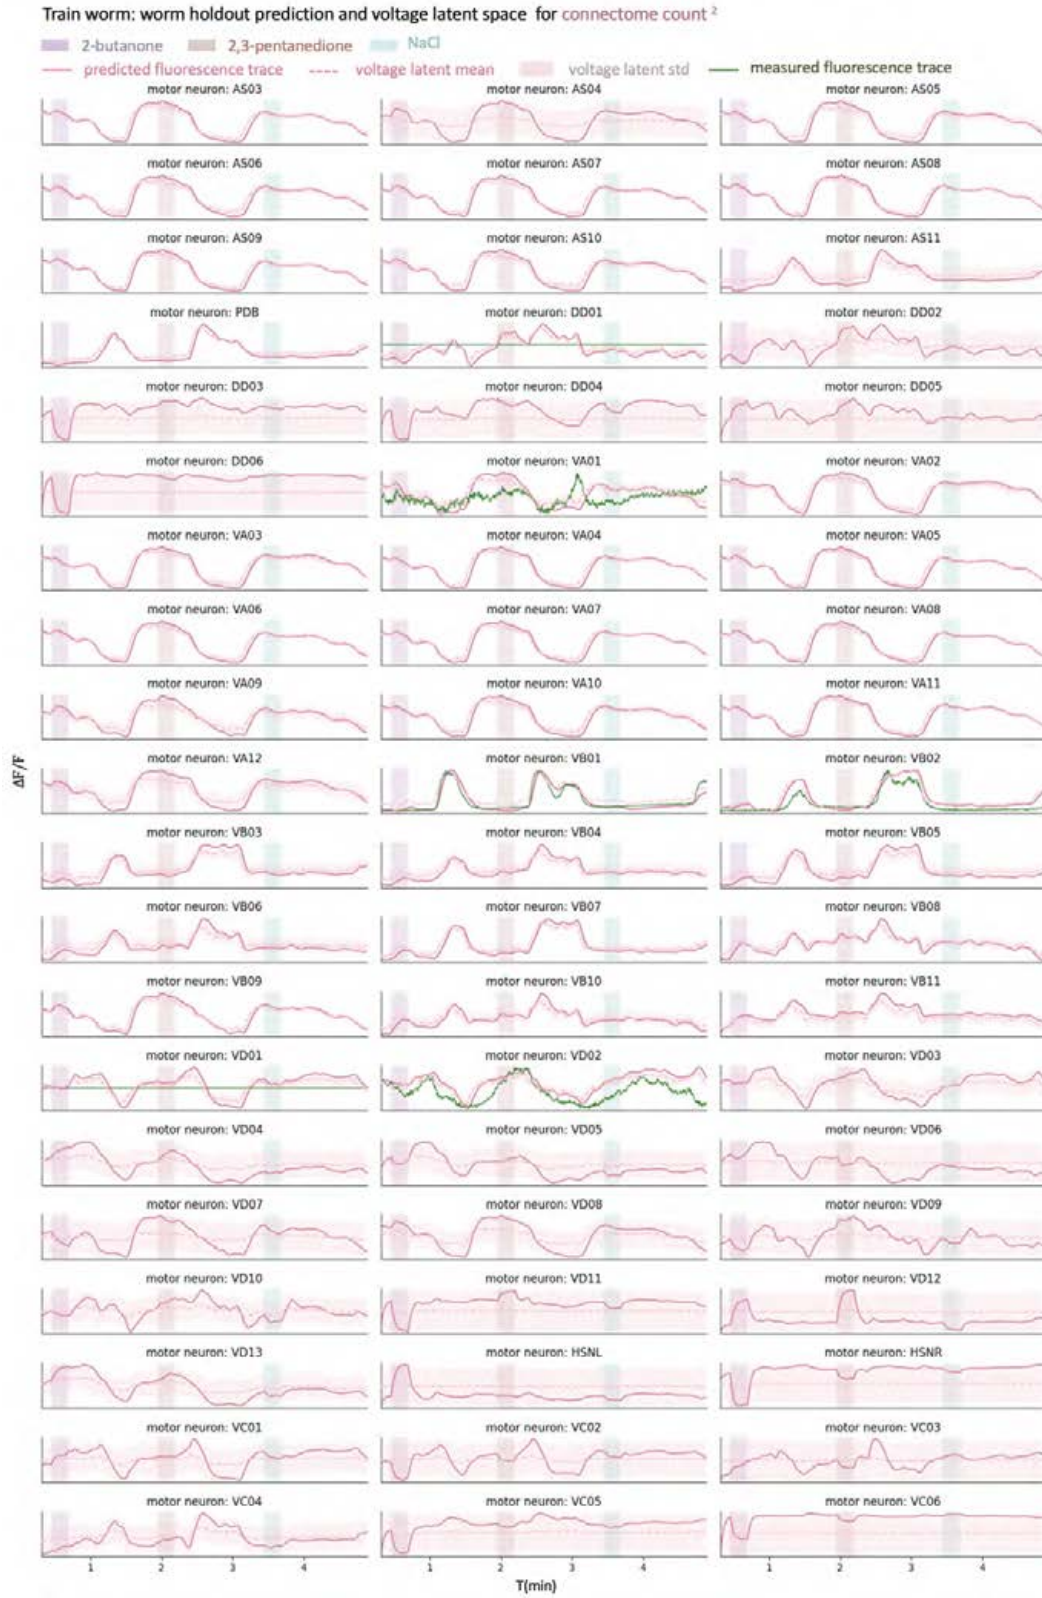 Train worm: worm holdout prediction and voltage latent space for connectome count 2
2-butanone 2,3-pentanedione NaCl
predicted fluorescence trace voltage latent mean voltage latent std measured fluorescence trace
motor neuron: AS03 motor neuron: AS04 motor neuron: AS05
motor neuron: AS06 motor neuron: AS07 motor neuron: AS08
motor neuron: AS09 motor neuron: AS10 motor neuron: AS11
motor neuron: PDB motor neuron: DD01 motor neuron: DD02
motor neuron: DD03 motor neuron: DD04 motor neuron: DD05
motor neuron: DD06 motor neuron: VA01 motor neuron: VA02
motor neuron: VA03 motor neuron: VA04 motor neuron: VA05
motor neuron: VA06 motor neuron: VA07 motor neuron: VA08
motor neuron: VA09 motor neuron: VA10 motor neuron: VA11
ΔF/F
motor neuron: VA12 motor neuron: VB01 motor neuron: VB02
motor neuron: VB03 motor neuron: VB04 motor neuron: VB05
motor neuron: VB06 motor neuron: VB07 motor neuron: VB08
motor neuron: VB09 motor neuron: VB10 motor neuron: VB11
motor neuron: VD01 motor neuron: VD02 motor neuron: VD03
motor neuron: VD04 motor neuron: VD05 motor neuron: VD06
motor neuron: VD07 motor neuron: VD08 motor neuron: VD09
motor neuron: VD10 motor neuron: VD11 motor neuron: VD12
motor neuron: VD13 motor neuron: HSNL motor neuron: HSNR
motor neuron: VC01 motor neuron: VC02 motor neuron: VC03
motor neuron: VC04 motor neuron: VC05 motor neuron: VC06
1 2 3 4 1 2 3 4 1 2 3 4
T(min)